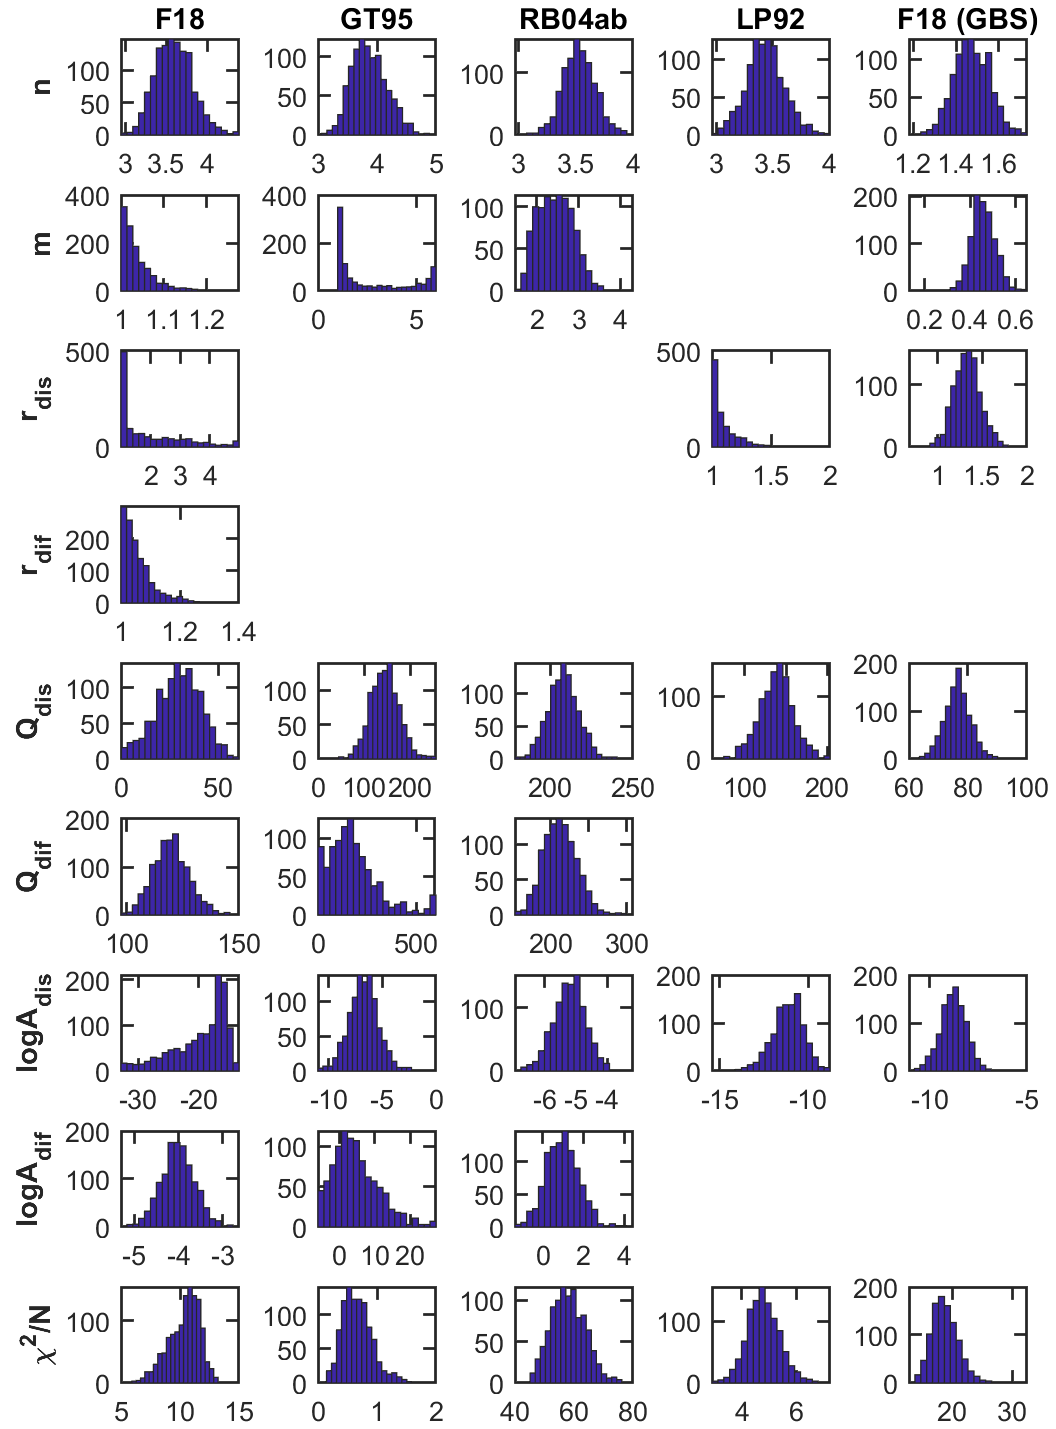 F18 GT95 RB04ab LP92 F18 (GBS)
n
100 50 0 100 50 0 100 0 100 50 0 100 50 0
3 3.5 4 3 4 5 3 3.5 4 3 3.5 4 1.2 1.4 1.6
m
400 200 0 400 200 0 100 50 0 200 100 0
1 1.1 1.2 0 5 2 3 4 0.2 0.4 0.6
r_dis
500 0 500 0 100 0
2 3 4 1 1.5 2 1 1.5 2
r_dif
200 100 0
1 1.2 1.4
Q_dis
100 50 0 100 50 0 100 50 0 100 0 200 100 0
0 50 0 100 200 200 250 100 200 60 80 100
Q_dif
200 100 0 100 50 0 100 50 0
100 150 0 500 200 300
logA_dis
200 100 0 100 50 0 100 0 200 100 0 200 100 0
-30 -20 -10 -5 0 -6 -5 -4 -15 -10 -10 -5
logA_dif
200 100 0 100 50 0 100 50 0
-5 -4 -3 0 10 20 0 2 4
χ²/N
100 0 100 50 0 100 50 0 100 0 200 100 0
5 10 15 0 1 2 40 60 80 4 6 20 30